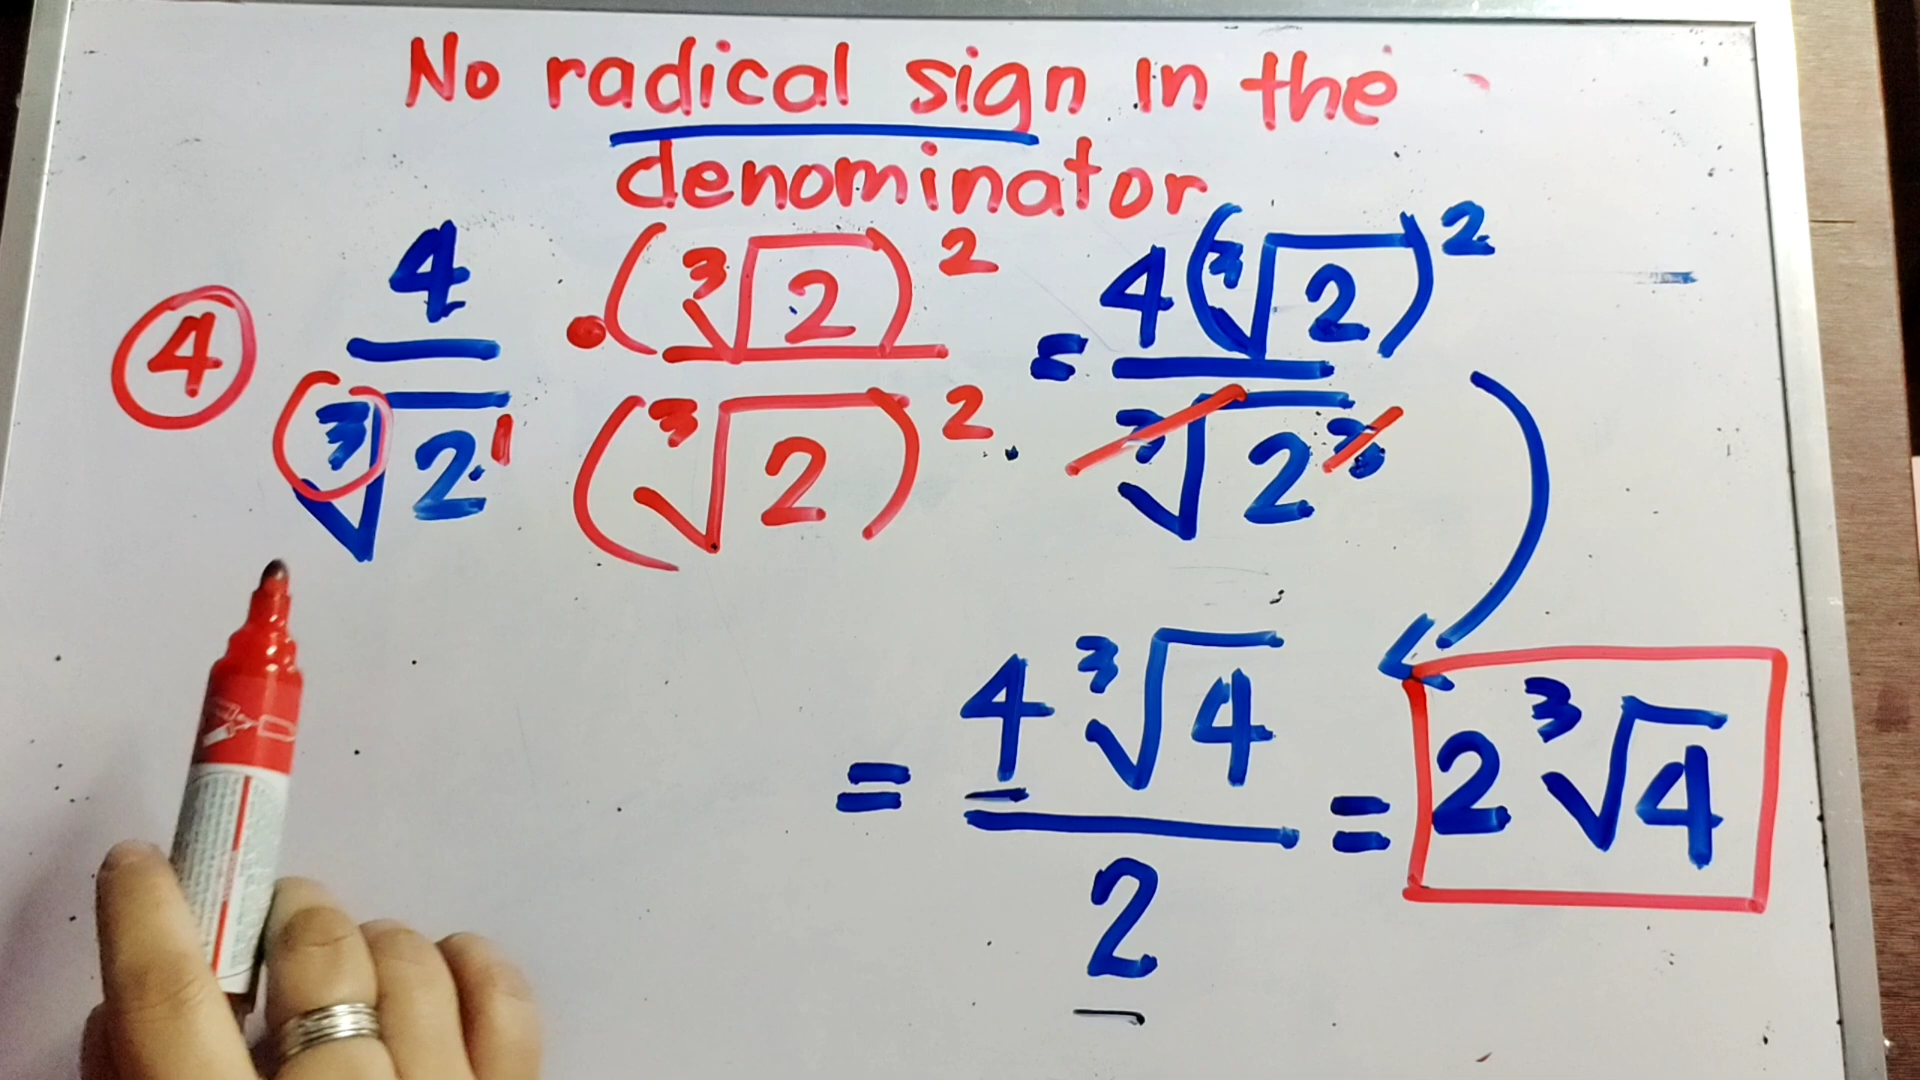 No radical sign in the
denominator
④ 4/∛2¹ • (∛2)²/(∛2)² = 4(∛2)²/∛2³
= 4∛4/2 = 2∛4